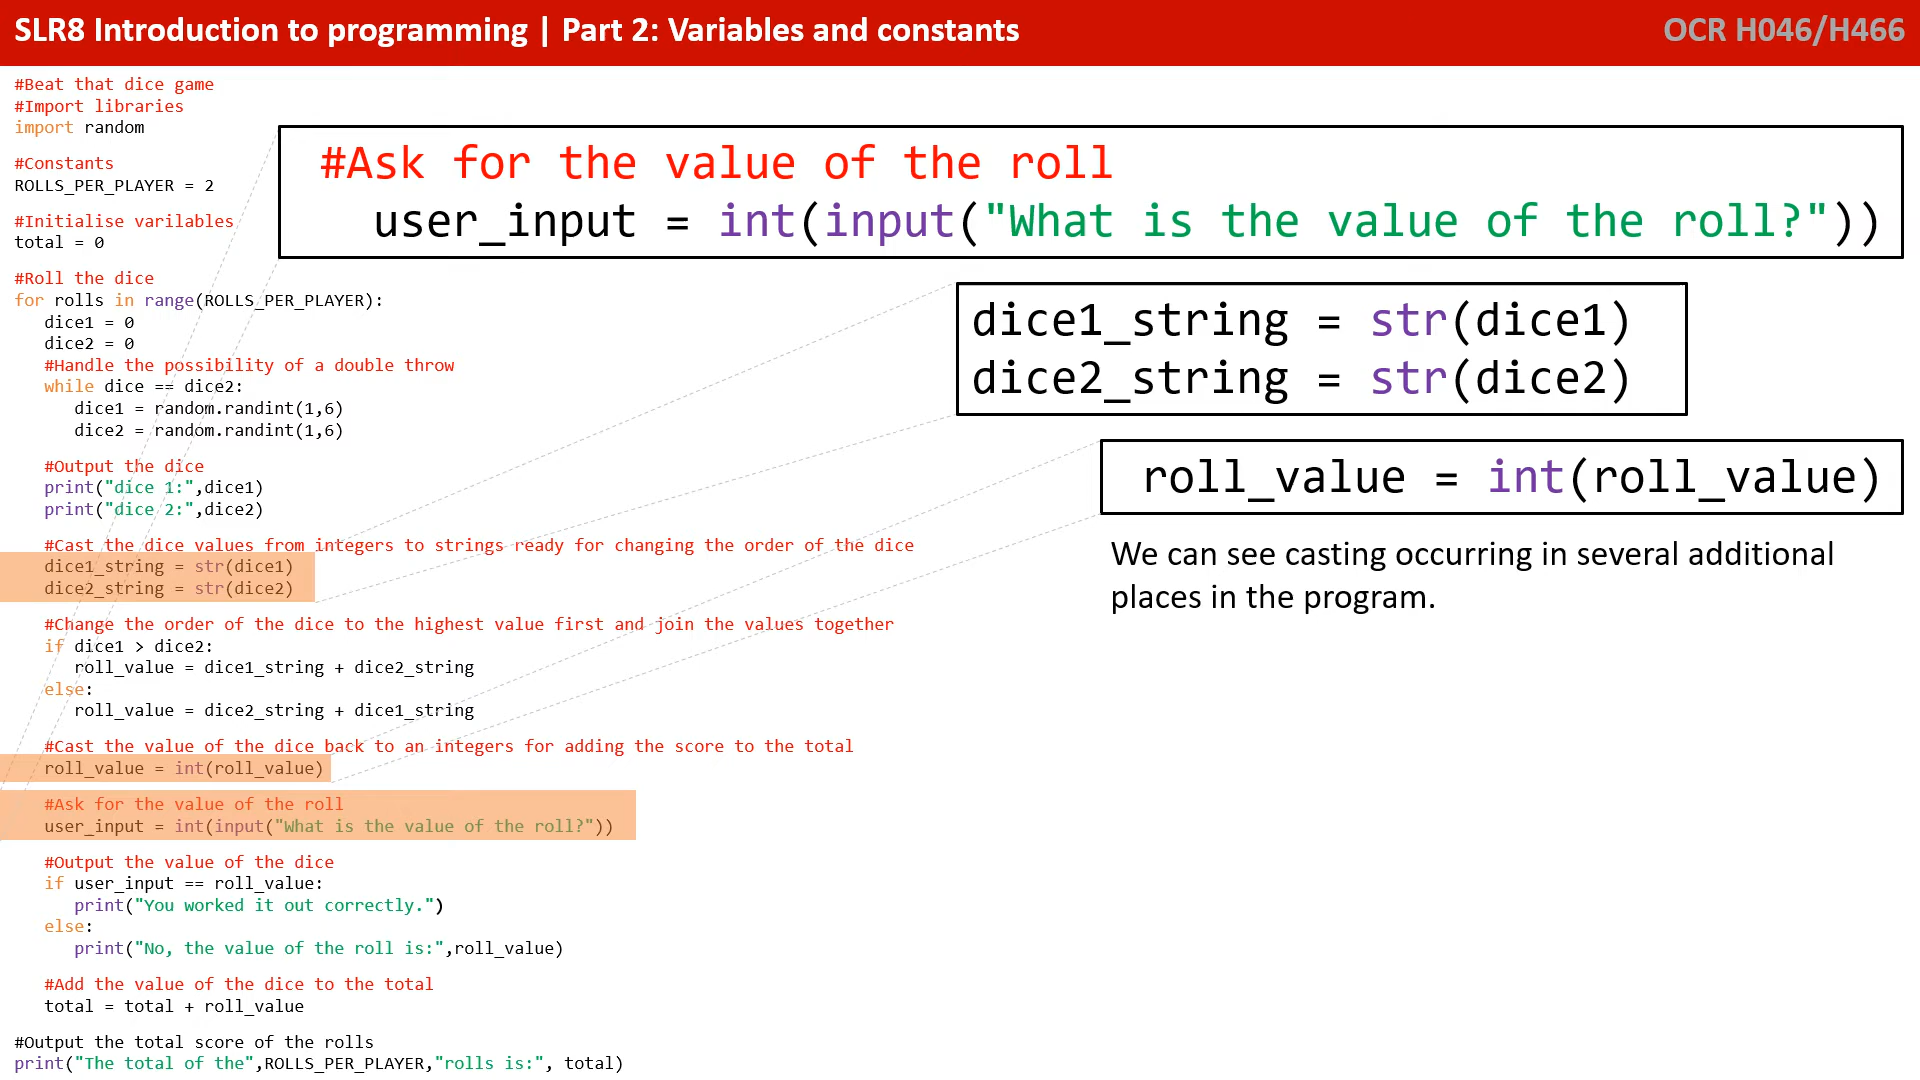 SLR8 Introduction to programming | Part 2: Variables and constants
OCR H046/H466
#Beat that dice game
#Import libraries
import random
#Constants
ROLLS_PER_PLAYER = 2
#Initialise varilables
total = 0
#Roll the dice
for rolls in range(ROLLS_PER_PLAYER):
dice1 = 0
dice2 = 0
#Handle the possibility of a double throw
while dice == dice2:
dice1 = random.randint(1,6)
dice2 = random.randint(1,6)
#Output the dice
print("dice 1:",dice1)
print("dice 2:",dice2)
#Cast the dice values from integers to strings ready for changing the order of the dice
dice1_string = str(dice1)
dice2_string = str(dice2)
#Change the order of the dice to the highest value first and join the values together
if dice1 > dice2:
roll_value = dice1_string + dice2_string
else:
roll_value = dice2_string + dice1_string
#Cast the value of the dice back to an integers for adding the score to the total
roll_value = int(roll_value)
#Ask for the value of the roll
user_input = int(input("What is the value of the roll?"))
#Output the value of the dice
if user_input == roll_value:
print("You worked it out correctly.")
else:
print("No, the value of the roll is:",roll_value)
#Add the value of the dice to the total
total = total + roll_value
#Output the total score of the rolls
print("The total of the",ROLLS_PER_PLAYER,"rolls is:", total)
#Ask for the value of the roll
user_input = int(input("What is the value of the roll?"))
dice1_string = str(dice1)
dice2_string = str(dice2)
roll_value = int(roll_value)
We can see casting occurring in several additional
places in the program.